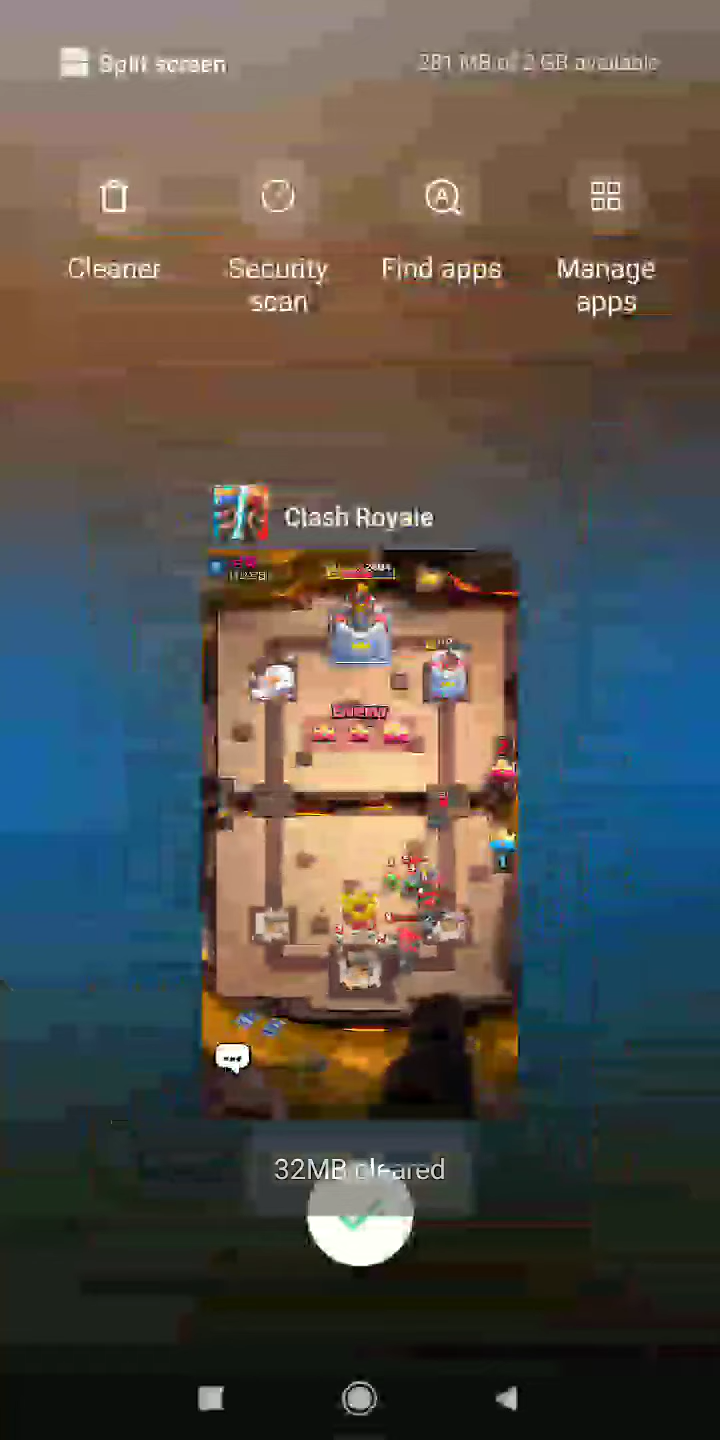 Split screen
281 MB of 2 GB available
Cleaner
Security
scan
Find apps
Manage
apps
Clash Royale
32MB cleared